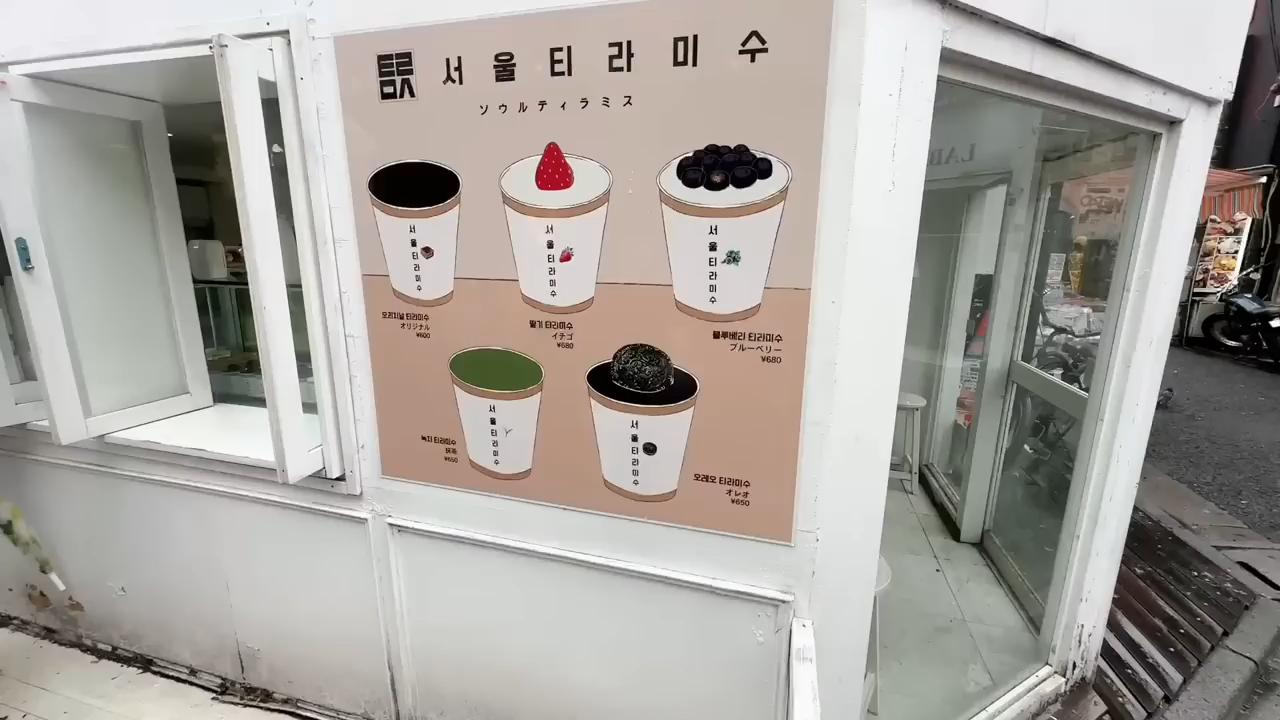 서울티라미수
ソウルティラミス
서울티라미수
서울티라미수
서울티라미수
오리지널 티라미수
オリジナル
¥600
딸기 티라미수
イチゴ
¥680
블루베리 티라미수
ブルーベリー
¥680
서울티라미수
서울티라미수
녹차 티라미수
抹茶
¥650
오레오 티라미수
オレオ
¥650